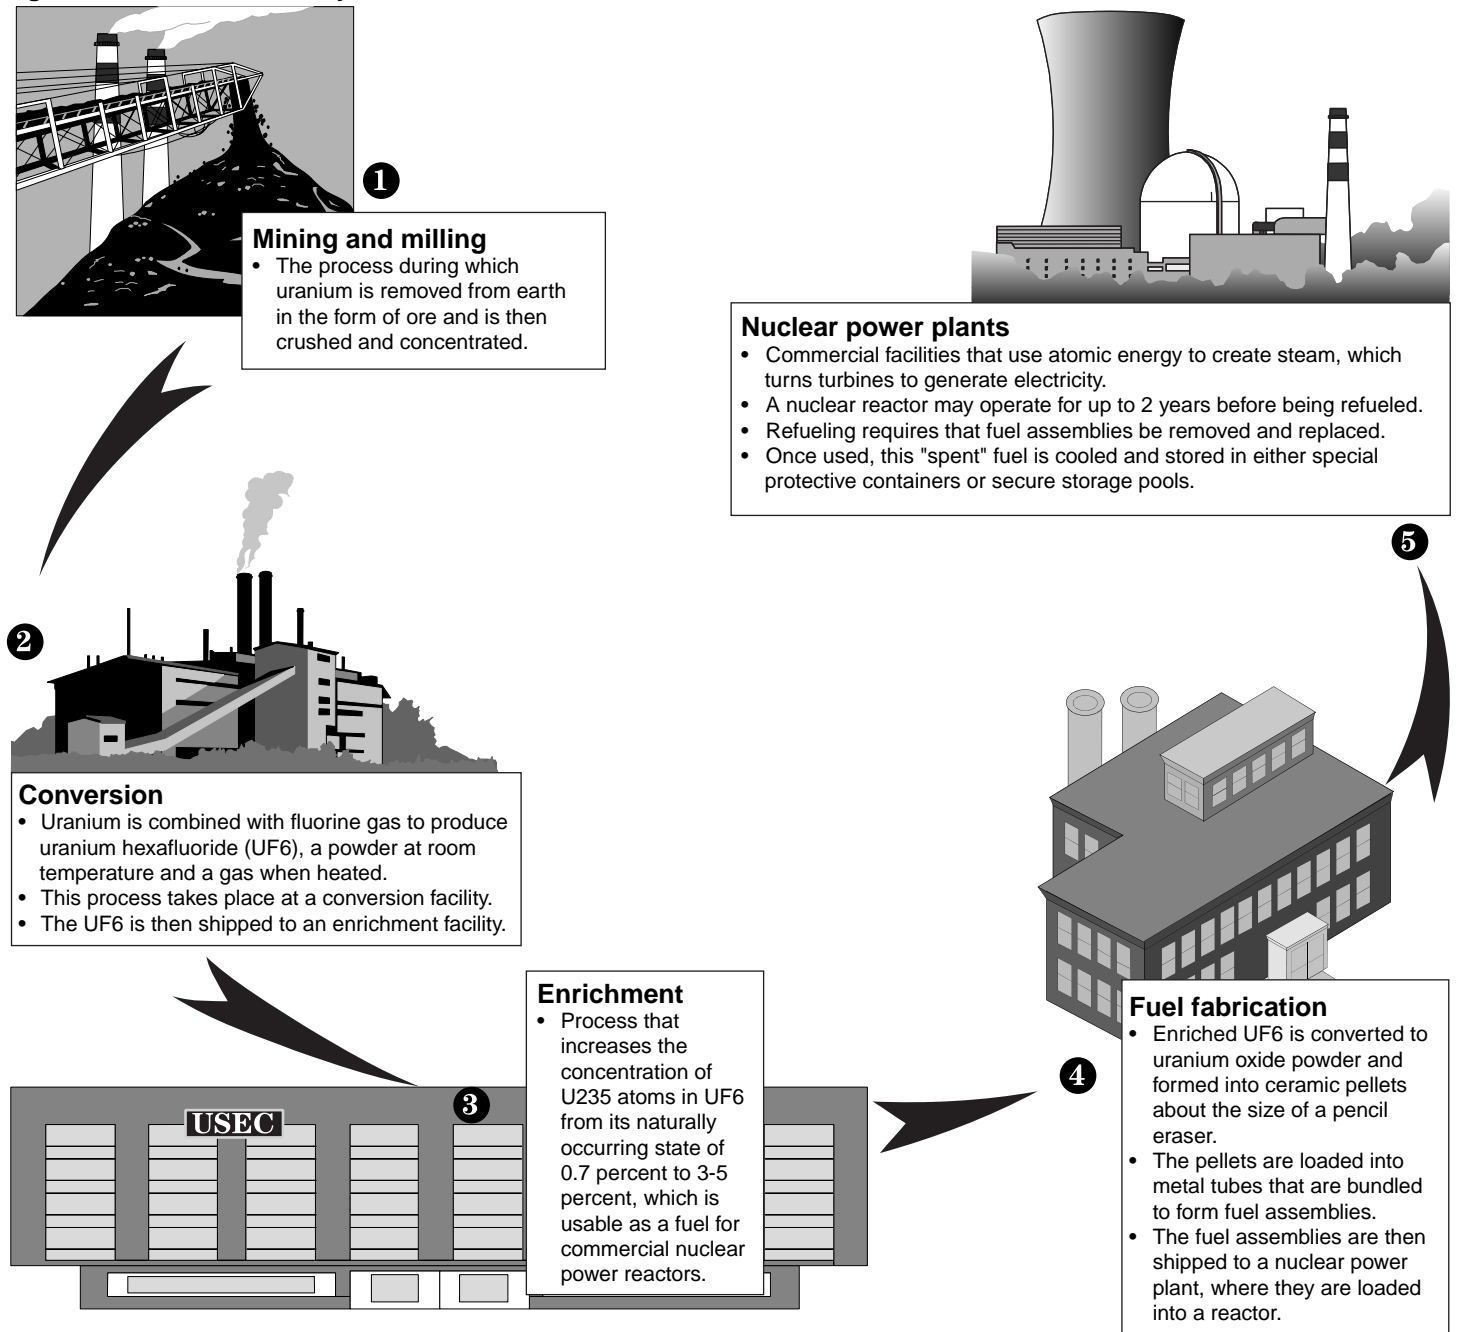 1
Mining and milling
• The process during which
uranium is removed from earth
in the form of ore and is then
crushed and concentrated.
2
Conversion
• Uranium is combined with fluorine gas to produce
uranium hexafluoride (UF6), a powder at room
temperature and a gas when heated.
• This process takes place at a conversion facility.
• The UF6 is then shipped to an enrichment facility.
3
USEC
Enrichment
• Process that
increases the
concentration of
U235 atoms in UF6
from its naturally
occurring state of
0.7 percent to 3-5
percent, which is
usable as a fuel for
commercial nuclear
power reactors.
4
Fuel fabrication
• Enriched UF6 is converted to
uranium oxide powder and
formed into ceramic pellets
about the size of a pencil
eraser.
• The pellets are loaded into
metal tubes that are bundled
to form fuel assemblies.
• The fuel assemblies are then
shipped to a nuclear power
plant, where they are loaded
into a reactor.
5
Nuclear power plants
• Commercial facilities that use atomic energy to create steam, which
turns turbines to generate electricity.
• A nuclear reactor may operate for up to 2 years before being refueled.
• Refueling requires that fuel assemblies be removed and replaced.
• Once used, this "spent" fuel is cooled and stored in either special
protective containers or secure storage pools.